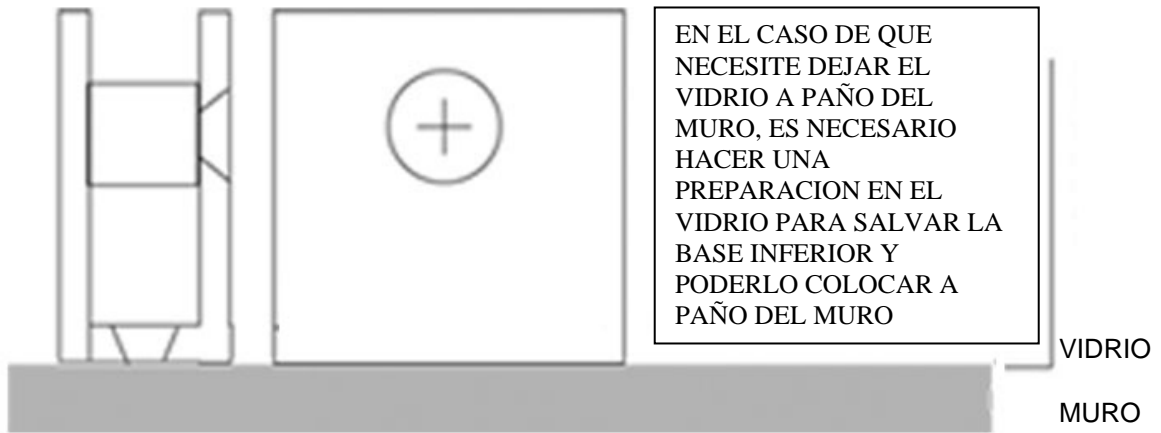 EN EL CASO DE QUE
NECESITE DEJAR EL
VIDRIO A PAÑO DEL
MURO, ES NECESARIO
HACER UNA
PREPARACION EN EL
VIDRIO PARA SALVAR LA
BASE INFERIOR Y
PODERLO COLOCAR A
PAÑO DEL MURO
VIDRIO
MURO